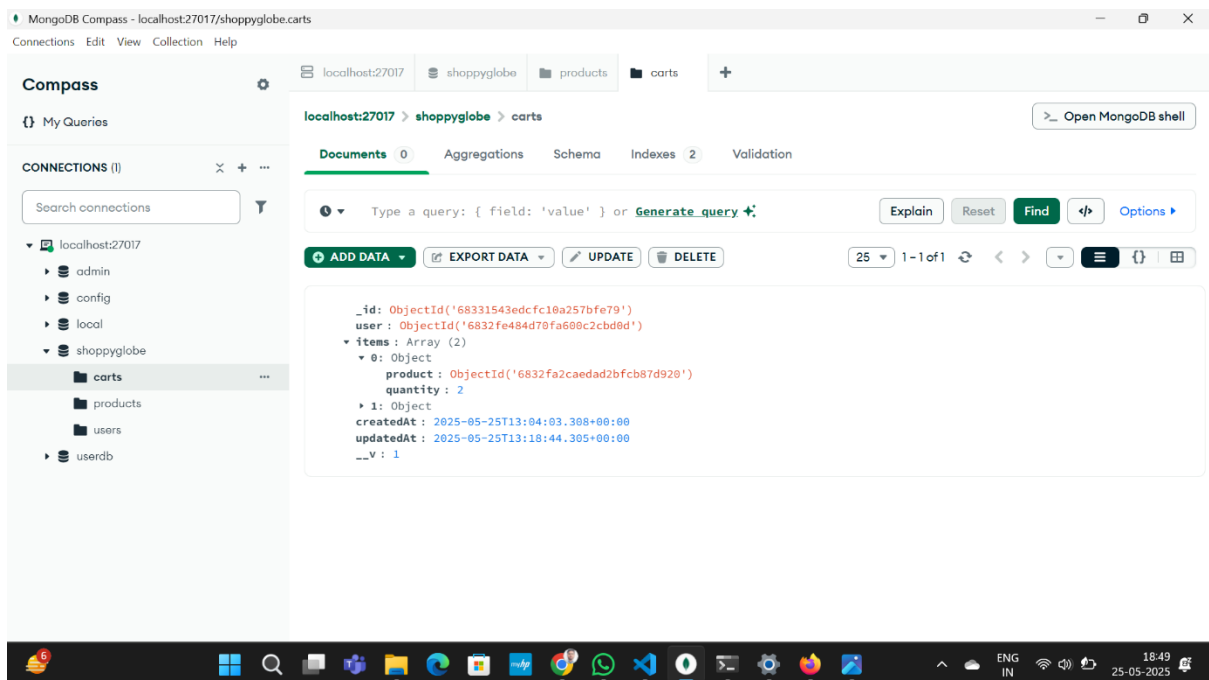 MongoDB Compass - localhost:27017/shoppyglobe.carts
Connections Edit View Collection Help
Compass
{} My Queries
CONNECTIONS (1)
Search connections
localhost:27017
admin
config
local
shoppyglobe
carts
products
users
userdb
localhost:27017 shoppyglobe products carts
localhost:27017 > shoppyglobe > carts
>_ Open MongoDB shell
Documents 0 Aggregations Schema Indexes 2 Validation
Type a query: { field: 'value' } or Generate query
Explain Reset Find </> Options
ADD DATA EXPORT DATA UPDATE DELETE
25 1 – 1 of 1 {}
_id: ObjectId('68331543edcfc10a257bfe79')
user : ObjectId('6832fe484d70fa600c2cbd0d')
items : Array (2)
0: Object
product : ObjectId('6832fa2caedad2bfcb87d920')
quantity : 2
1: Object
createdAt : 2025-05-25T13:04:03.308+00:00
updatedAt : 2025-05-25T13:18:44.305+00:00
__v : 1
6
myhp
ENG
IN
18:49
25-05-2025